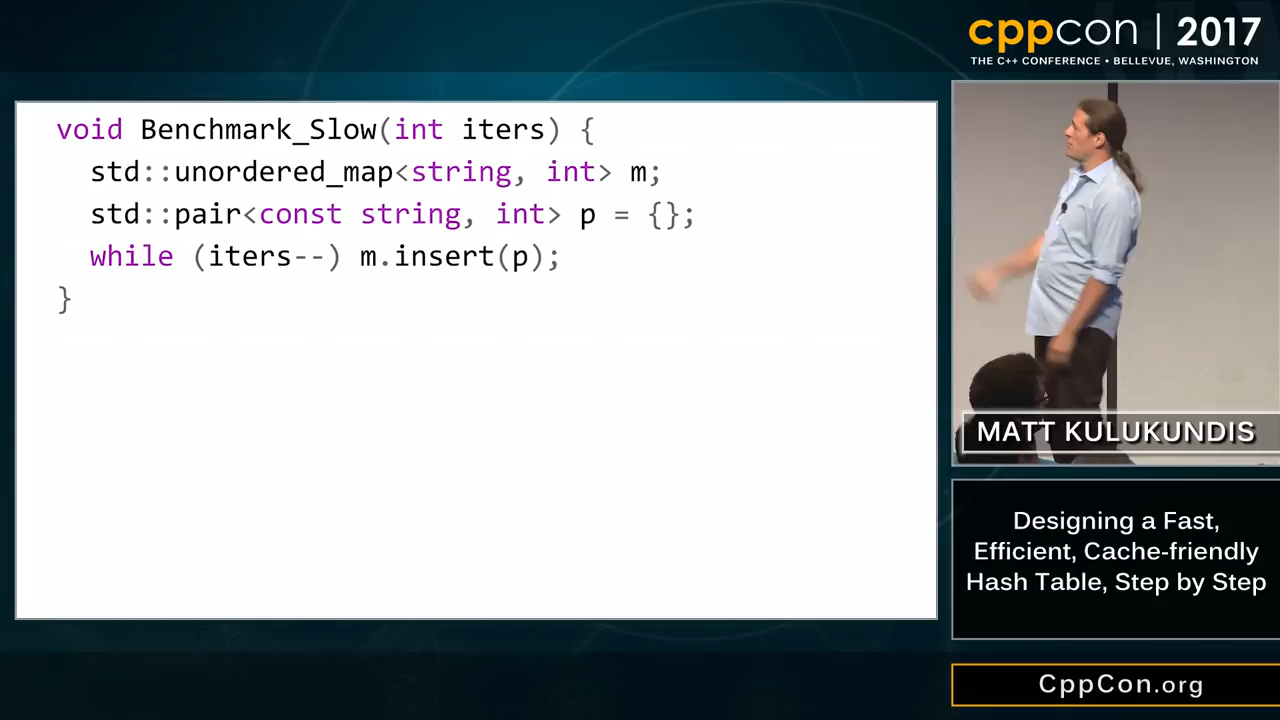 cppcon | 2017
THE C++ CONFERENCE • BELLEVUE, WASHINGTON
void Benchmark_Slow(int iters) {
  std::unordered_map<string, int> m;
  std::pair<const string, int> p = {};
  while (iters--) m.insert(p);
}
MATT KULUKUNDIS
Designing a Fast,
Efficient, Cache-friendly
Hash Table, Step by Step
CppCon.org